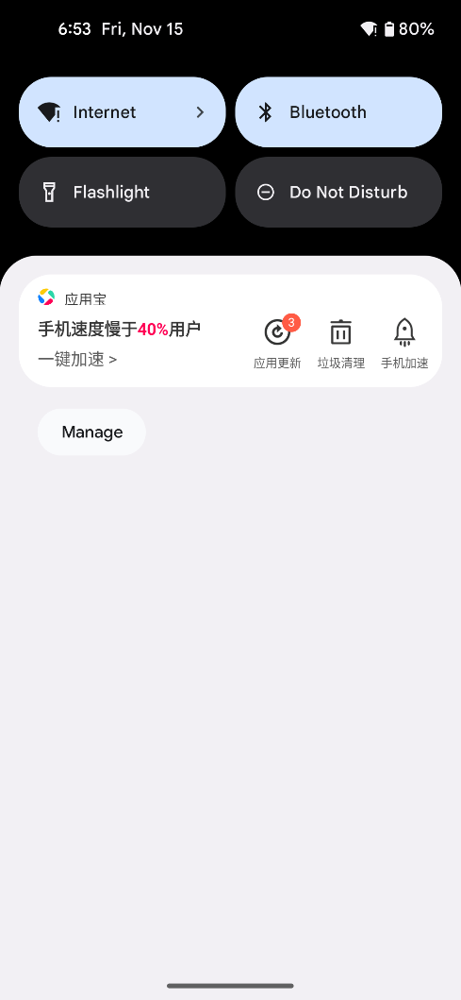 6:53 Fri, Nov 15
80%
Internet
Bluetooth
Flashlight
Do Not Disturb
应用宝
手机速度慢于40%用户
一键加速 >
3
应用更新
垃圾清理
手机加速
Manage